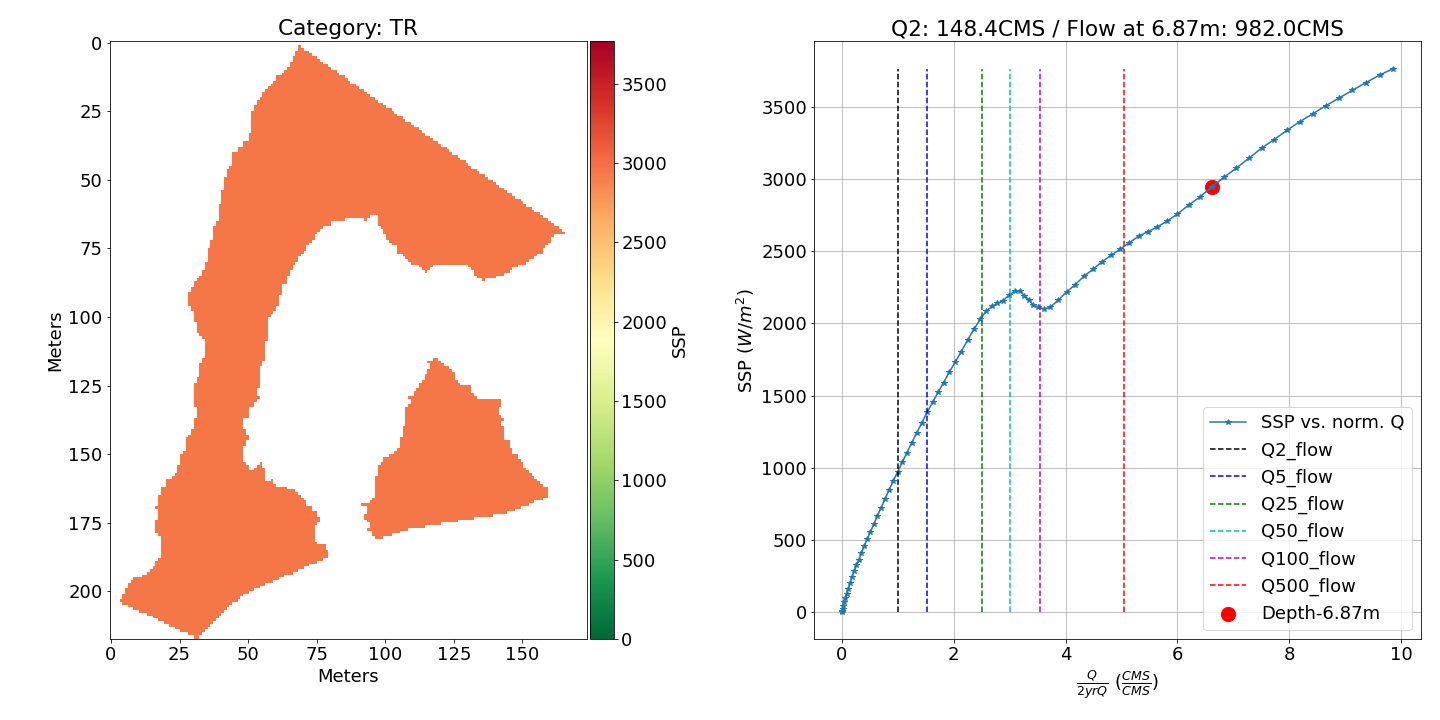 Category: TR
0
25
50
75
100
125
150
175
200
Meters
0
25
50
75
100
125
150
Meters
3500
3000
2500
2000
1500
1000
500
0
SSP
Q2: 148.4CMS / Flow at 6.87m: 982.0CMS
3500
3000
2500
2000
1500
1000
500
0
SSP (W/m²)
0
2
4
6
8
10
Q/2yrQ (CMS/CMS)
SSP vs. norm. Q
Q2_flow
Q5_flow
Q25_flow
Q50_flow
Q100_flow
Q500_flow
Depth-6.87m